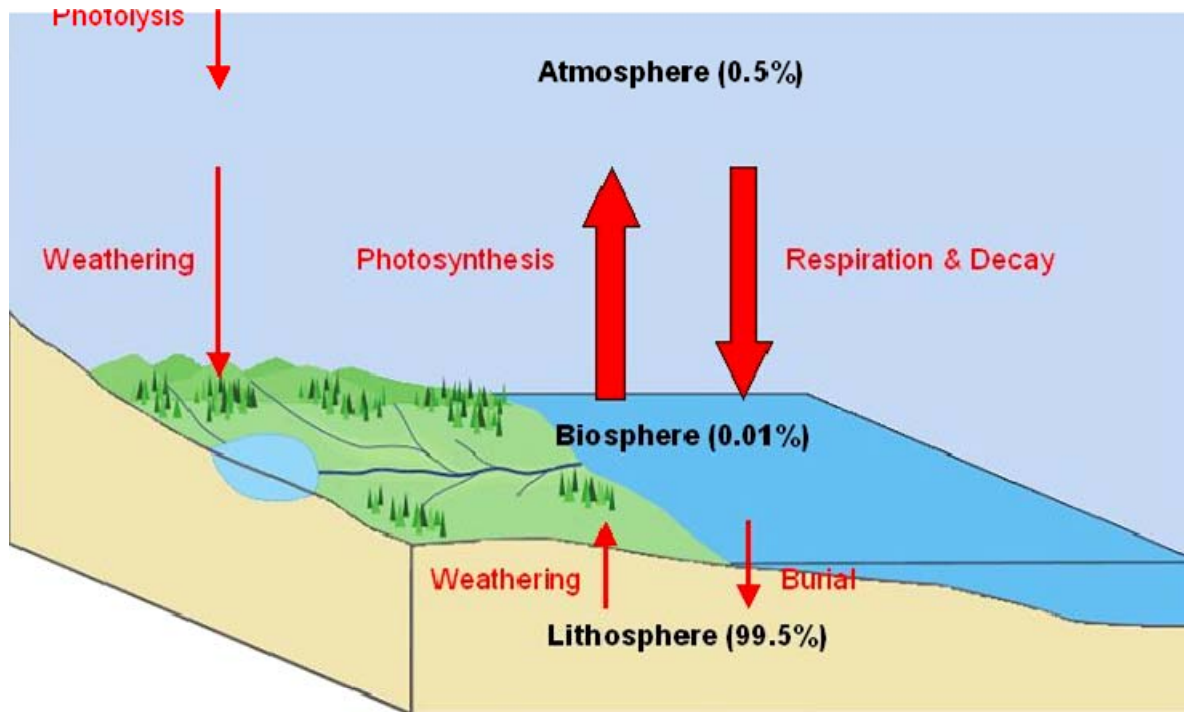 Photolysis
Atmosphere (0.5%)
Weathering
Photosynthesis
Respiration & Decay
Biosphere (0.01%)
Weathering
Burial
Lithosphere (99.5%)